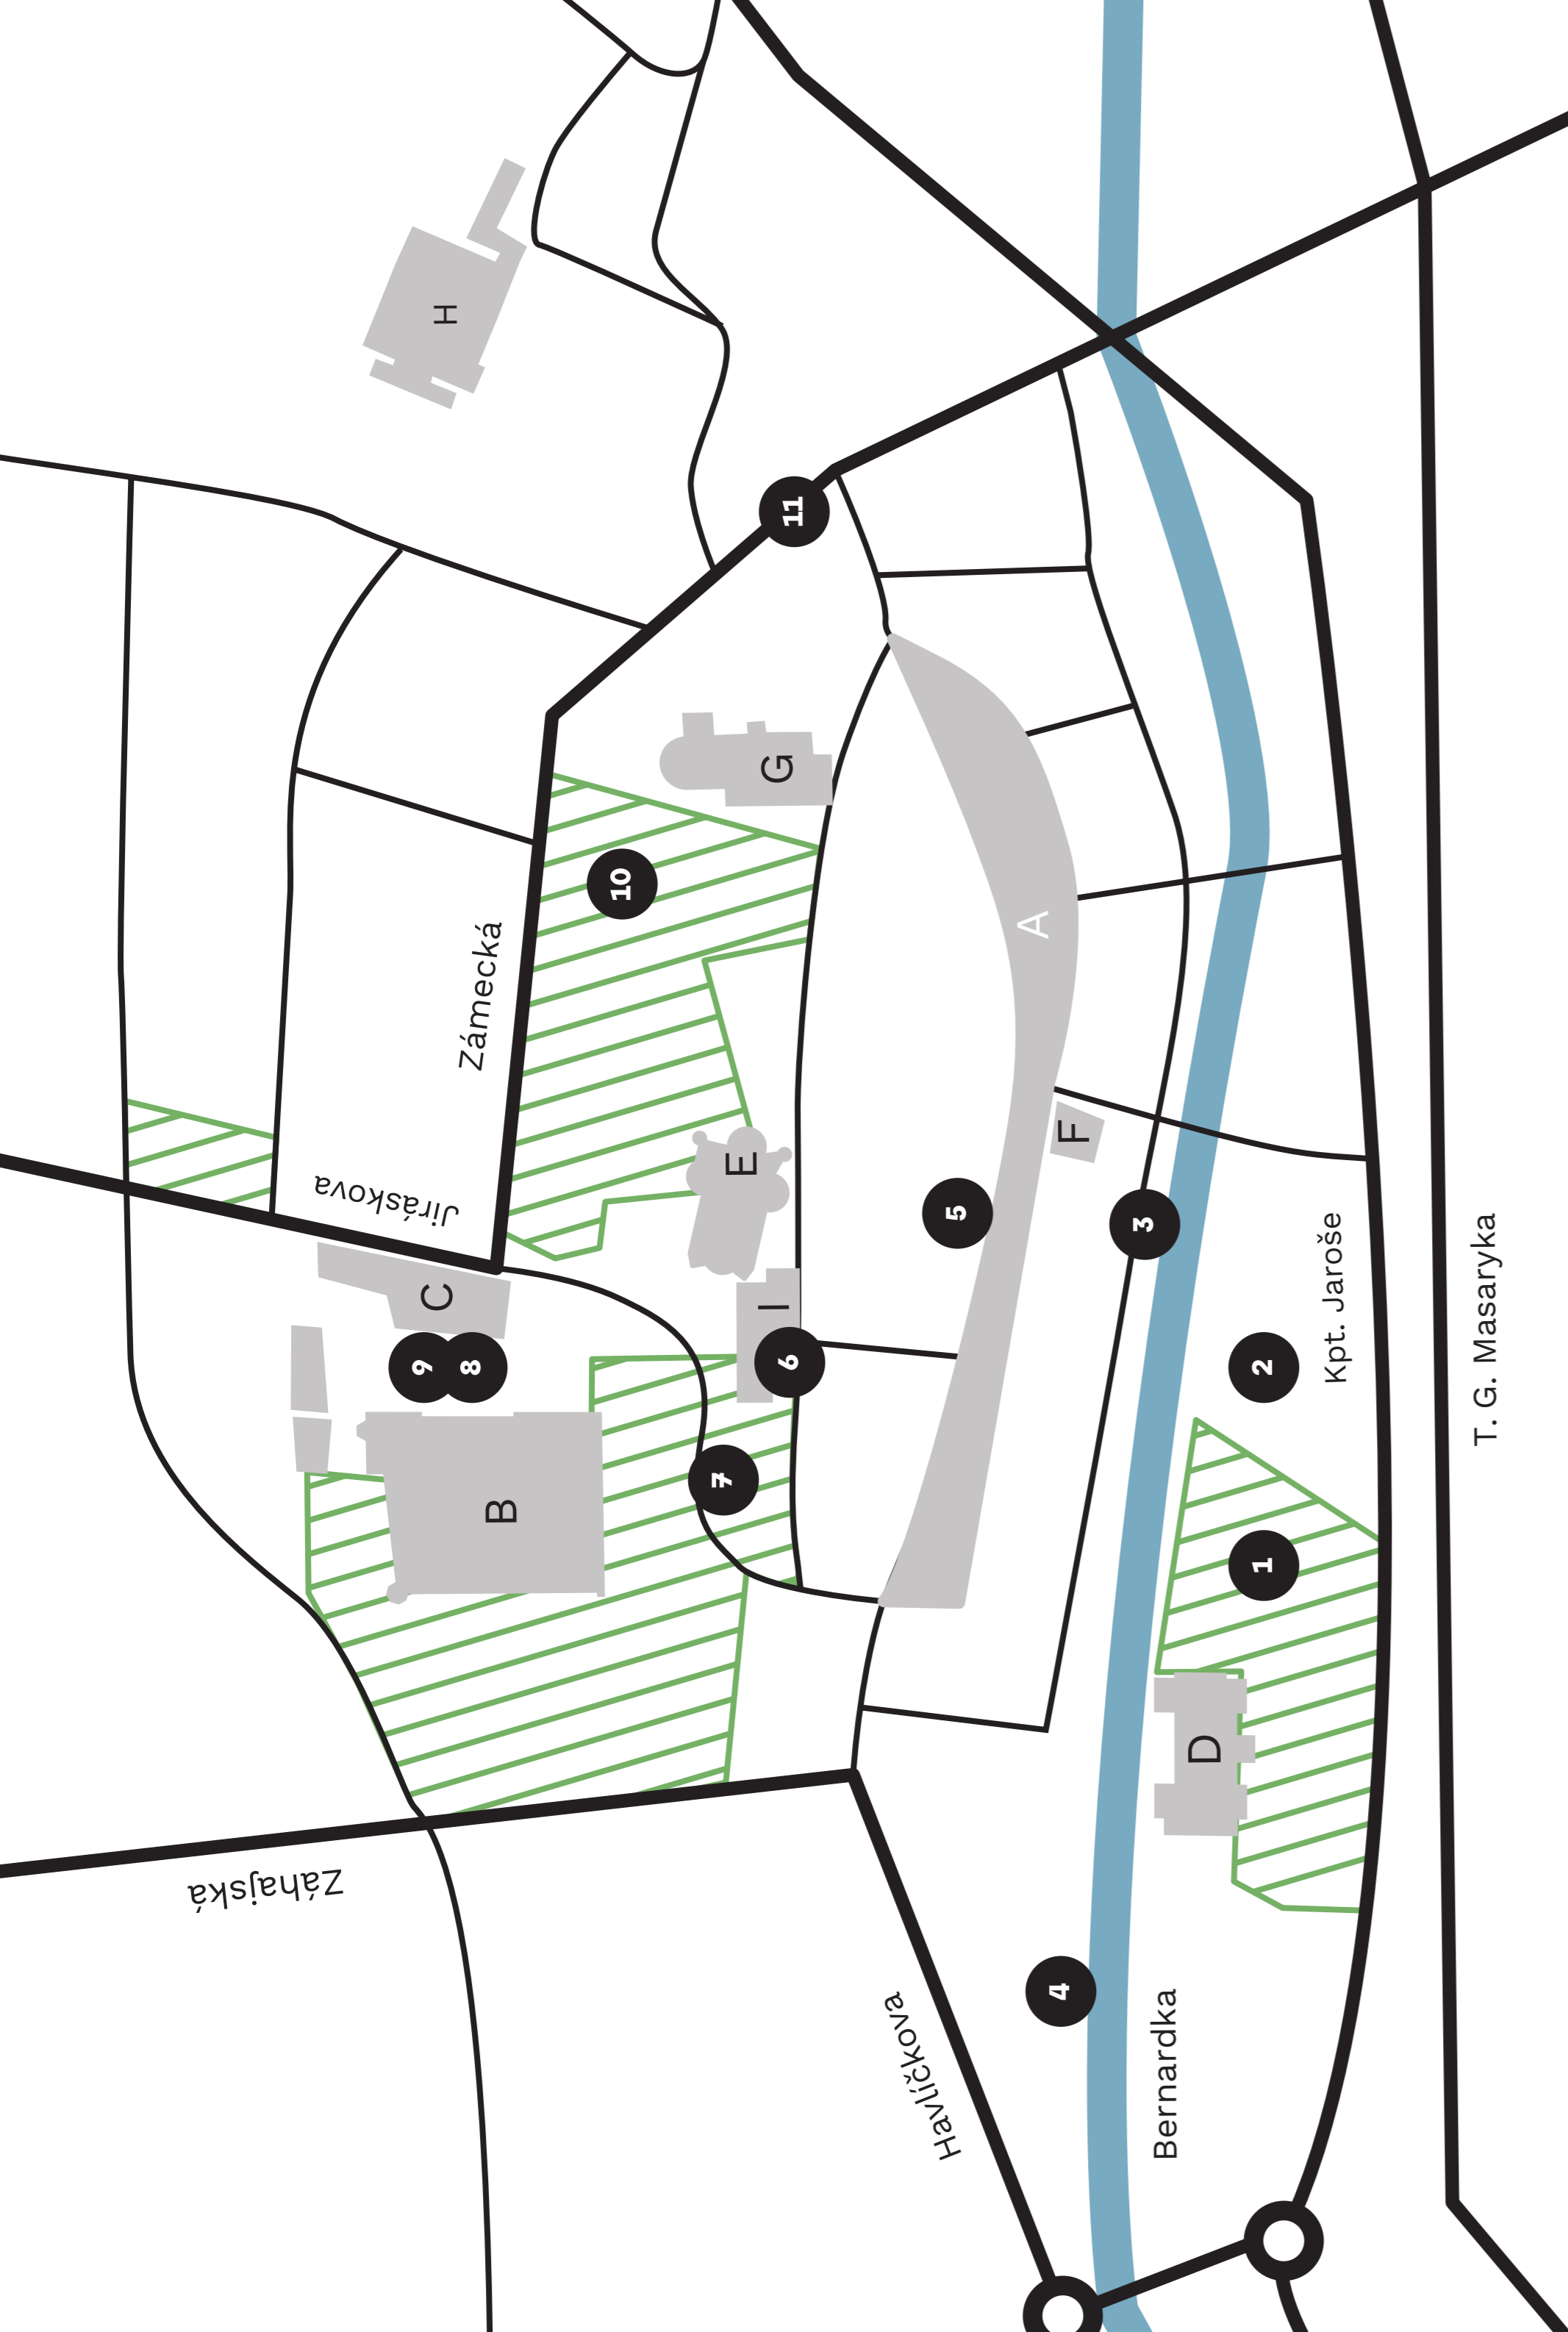 Záhajská
Jiráskova
9
C
H
8
Zámecká
B
10
7
E
I
G
6
11
Havlíčkova
5
A
4
F
3
Bernardka
D
1
2
Kpt. Jaroše
T. G. Masaryka